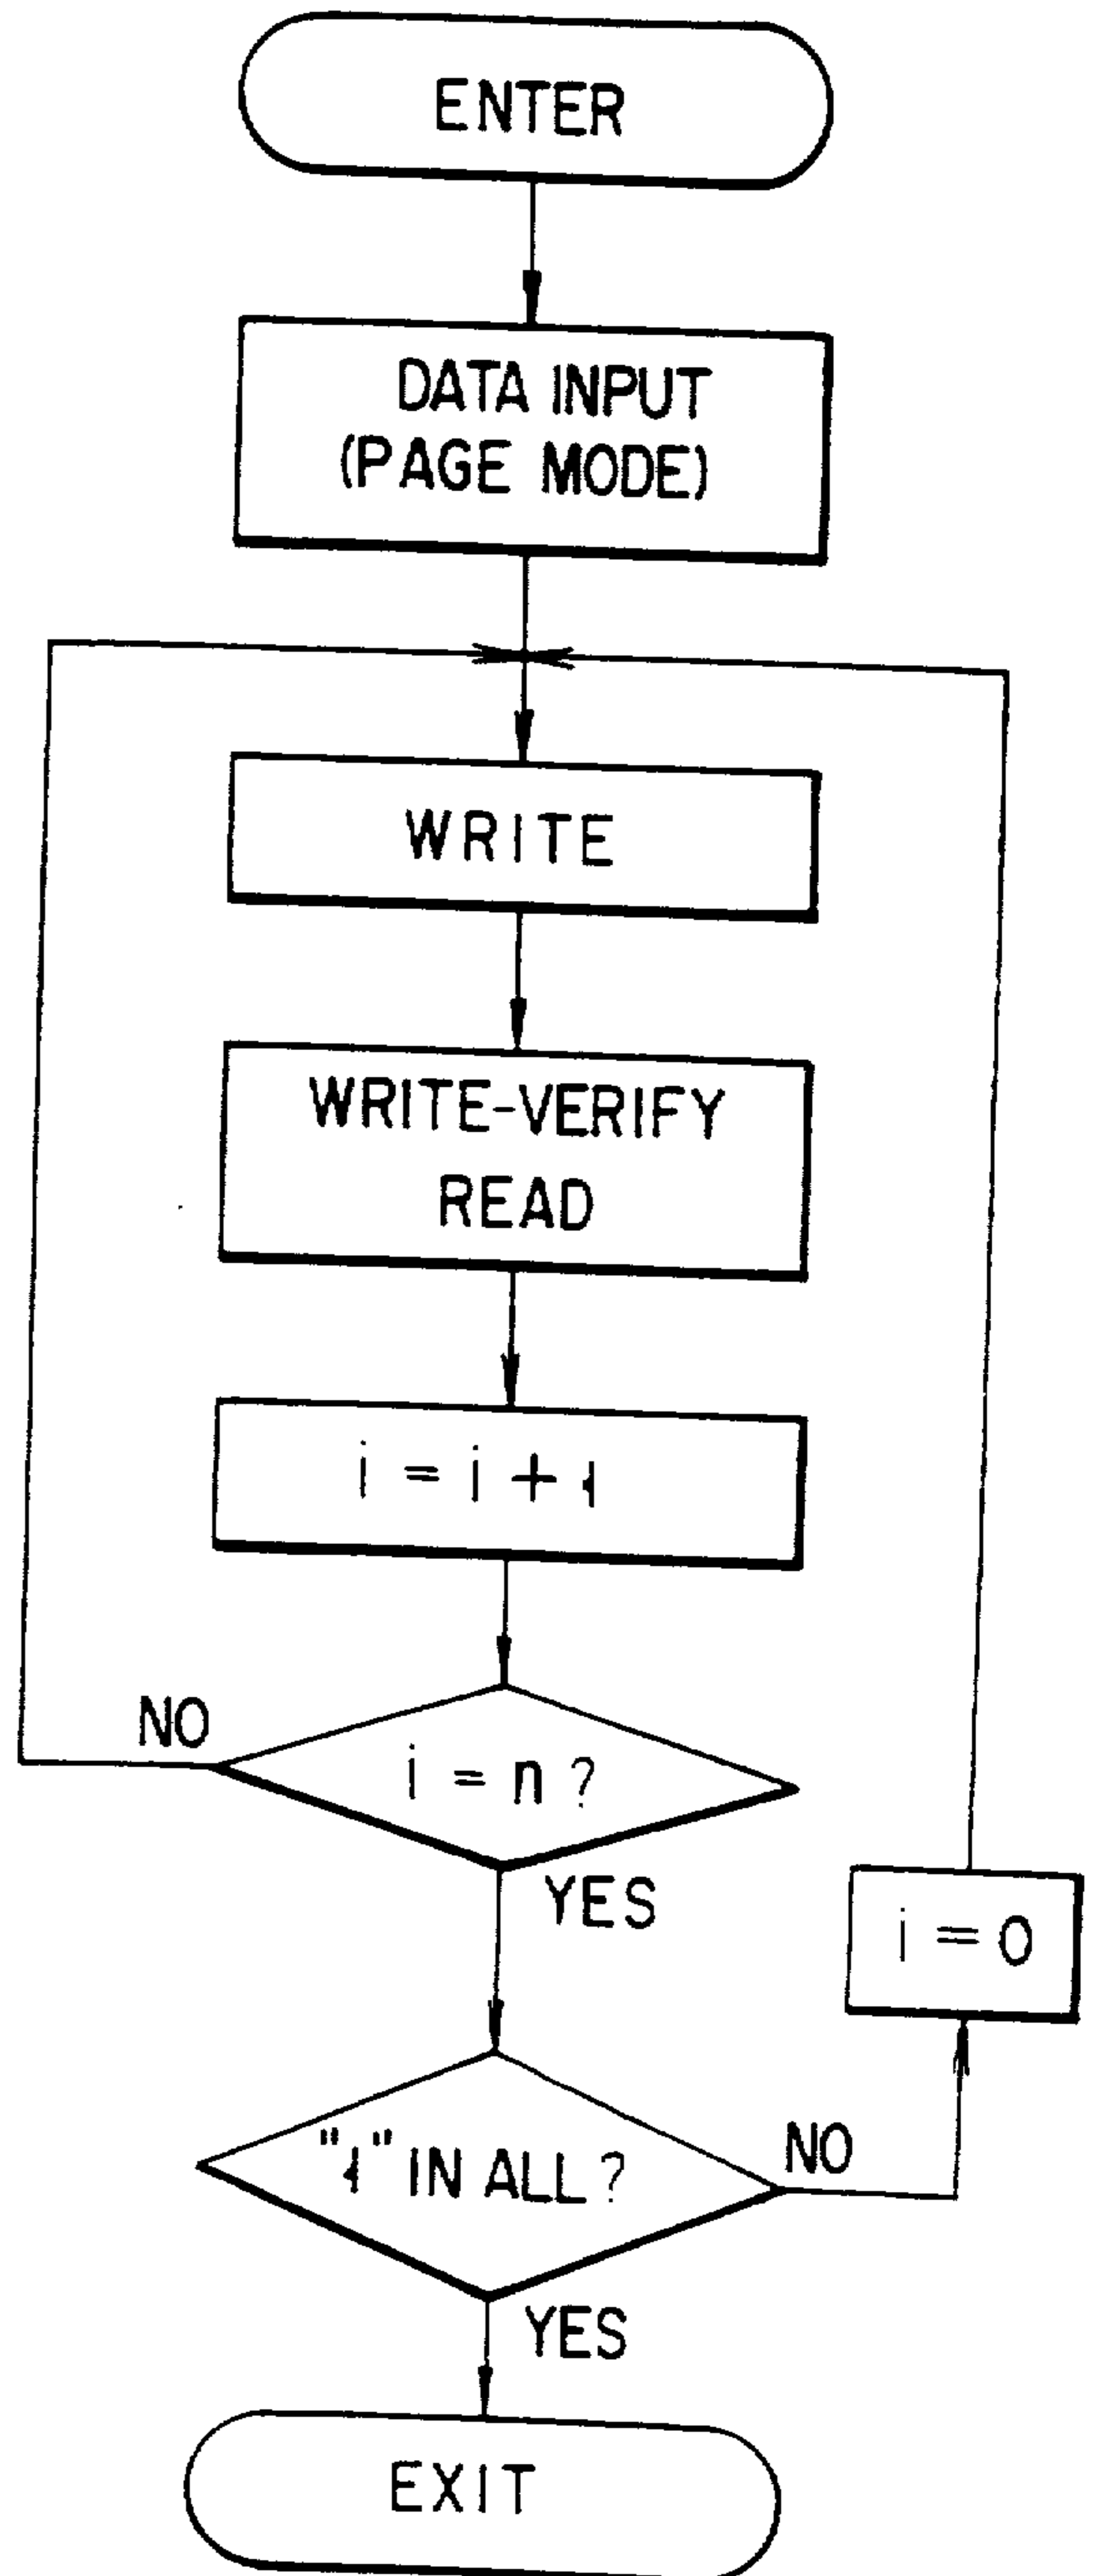 ENTER
DATA INPUT
(PAGE MODE)
WRITE
WRITE-VERIFY
READ
i = i + 1
NO
i = n ?
YES
i = 0
"1" IN ALL ?
NO
YES
EXIT